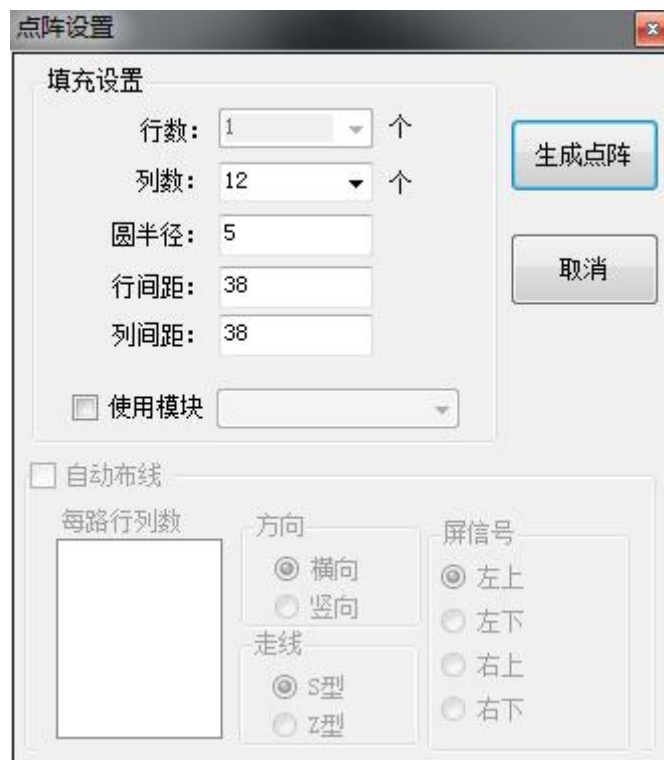 点阵设置
填充设置
行数： 1 个
列数： 12 个
圆半径： 5
行间距： 38
列间距： 38
使用模块
生成点阵
取消
自动布线
每路行列数
方向
横向
竖向
走线
S型
Z型
屏信号
左上
左下
右上
右下